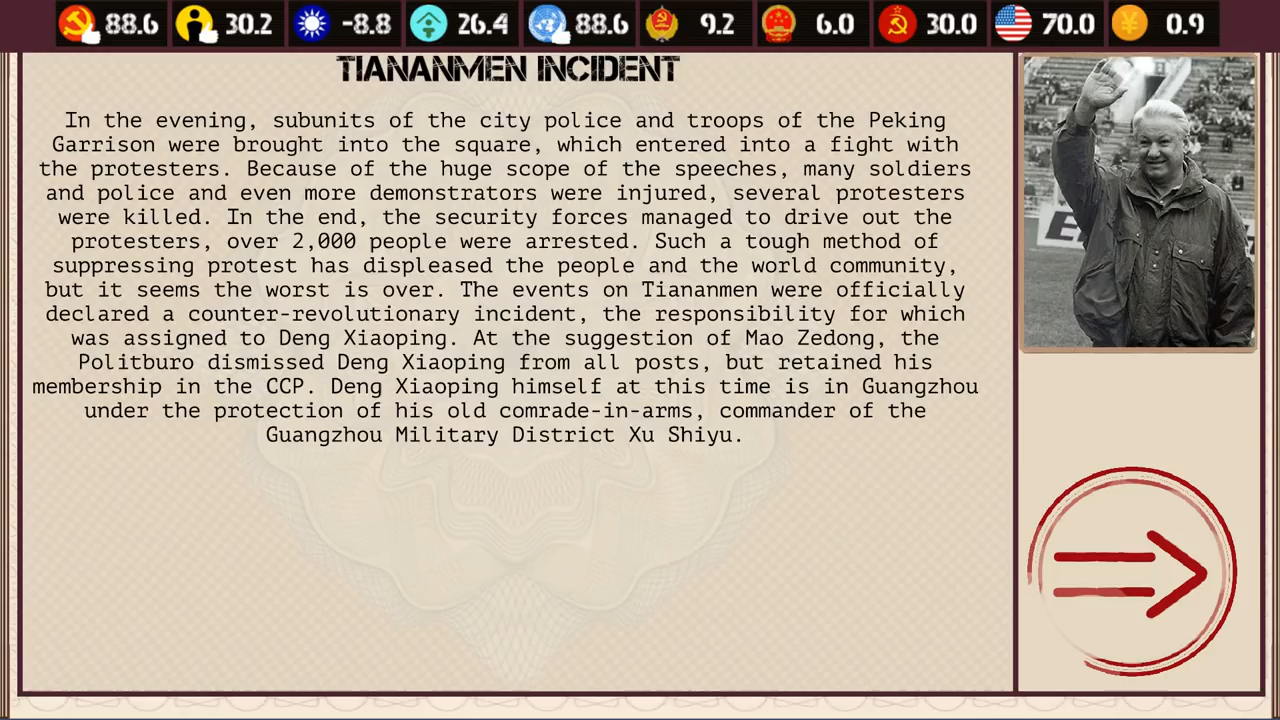 88.6 30.2 -8.8 26.4 88.6 9.2 6.0 30.0 70.0 0.9
TIANANMEN INCIDENT
In the evening, subunits of the city police and troops of the Peking
Garrison were brought into the square, which entered into a fight with
the protesters. Because of the huge scope of the speeches, many soldiers
and police and even more demonstrators were injured, several protesters
were killed. In the end, the security forces managed to drive out the
protesters, over 2,000 people were arrested. Such a tough method of
suppressing protest has displeased the people and the world community,
but it seems the worst is over. The events on Tiananmen were officially
declared a counter-revolutionary incident, the responsibility for which
was assigned to Deng Xiaoping. At the suggestion of Mao Zedong, the
Politburo dismissed Deng Xiaoping from all posts, but retained his
membership in the CCP. Deng Xiaoping himself at this time is in Guangzhou
under the protection of his old comrade-in-arms, commander of the
Guangzhou Military District Xu Shiyu.